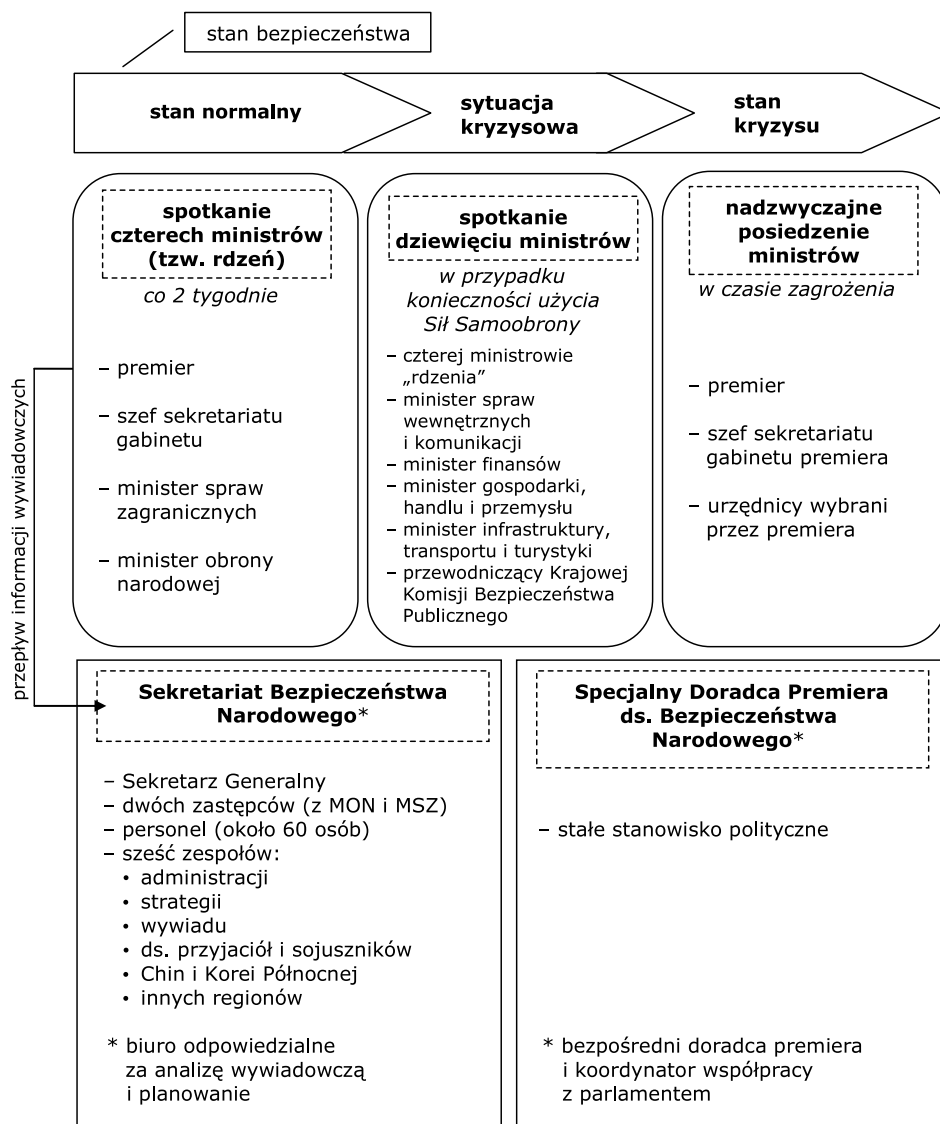 stan bezpieczeństwa
stan normalny
sytuacja
kryzysowa
stan
kryzysu
spotkanie
czterech ministrów
(tzw. rdzeń)
co 2 tygodnie
– premier
– szef sekretariatu
gabinetu
– minister spraw
zagranicznych
– minister obrony
narodowej
spotkanie
dziewięciu ministrów
w przypadku
konieczności użycia
Sił Samoobrony
– czterej ministrowie
„rdzenia”
– minister spraw
wewnętrznych
i komunikacji
– minister finansów
– minister gospodarki,
handlu i przemysłu
– minister infrastruktury,
transportu i turystyki
– przewodniczący Krajowej
Komisji Bezpieczeństwa
Publicznego
nadzwyczajne
posiedzenie
ministrów
w czasie zagrożenia
– premier
– szef sekretariatu
gabinetu premiera
– urzędnicy wybrani
przez premiera
przepływ informacji wywiadowczych
Sekretariat Bezpieczeństwa
Narodowego*
– Sekretarz Generalny
– dwóch zastępców (z MON i MSZ)
– personel (około 60 osób)
– sześć zespołów:
• administracji
• strategii
• wywiadu
• ds. przyjaciół i sojuszników
• Chin i Korei Północnej
• innych regionów
* biuro odpowiedzialne
za analizę wywiadowczą
i planowanie
Specjalny Doradca Premiera
ds. Bezpieczeństwa
Narodowego*
– stałe stanowisko polityczne
* bezpośredni doradca premiera
i koordynator współpracy
z parlamentem